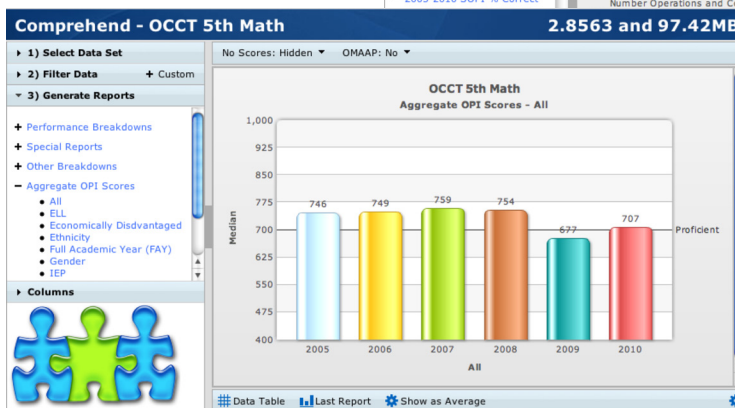 Number Operations and
Comprehend - OCCT 5th Math
2.8563 and 97.42MB
1) Select Data Set
2) Filter Data
+ Custom
3) Generate Reports
+ Performance Breakdowns
+ Special Reports
+ Other Breakdowns
− Aggregate OPI Scores
• All
• ELL
• Economically Disdvantaged
• Ethnicity
• Full Academic Year (FAY)
• Gender
• IEP
Columns
No Scores: Hidden
OMAAP: No
OCCT 5th Math
Aggregate OPI Scores - All
1,000
925
850
775
700
625
550
475
400
Median
746
749
759
754
677
707
Proficient
2005
2006
2007
2008
2009
2010
All
Data Table
Last Report
Show as Average